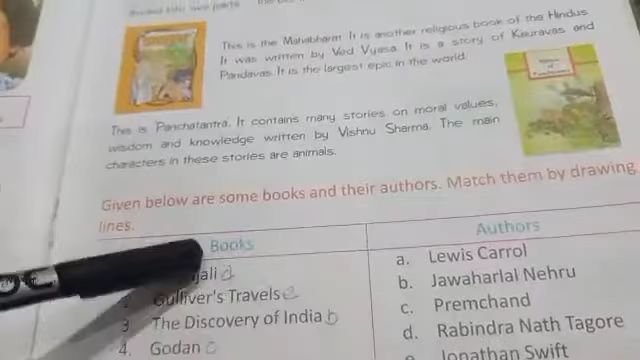 This is the Mahabharat. It is another religious book of the Hindus.
It was written by Ved Vyasa. It is a story of Kauravas and
Pandavas. It is the largest epic in the world.
This is Panchatantra. It contains many stories on moral values,
wisdom and knowledge written by Vishnu Sharma. The main
characters in these stories are animals.
Given below are some books and their authors. Match them by drawing
lines.
Books
jali d
Gulliver's Travels e
3 The Discovery of India b
4. Godan c
Authors
a. Lewis Carrol
b. Jawaharlal Nehru
c. Premchand
d. Rabindra Nath Tagore
e. Jonathan Swift